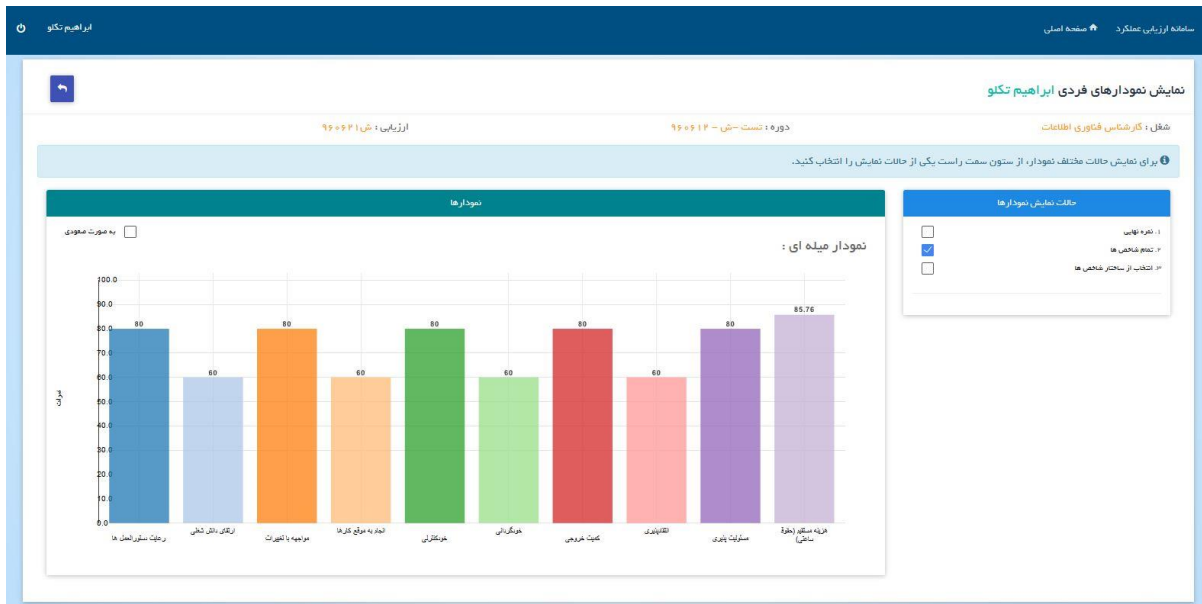 سامانه ارزیابی عملکرد صفحه اصلی ابراهیم تکلو
نمایش نمودارهای فردی ابراهیم تکلو
شغل : کارشناس فناوری اطلاعات دوره : تست –ش – ۹۶۰۶۱۲ ارزیابی : ش۹۶۰۶۲۱
برای نمایش حالات مختلف نمودار، از ستون سمت راست یکی از حالات نمایش را انتخاب کنید.
حالات نمایش نمودارها
۱. نمره نهایی
۲. تمام شاخص ها
۳. انتخاب از ساختار شاخص ها
نمودارها
به صورت صعودی
نمودار میله ای :
100.0
90.0
80.0
70.0
60.0
50.0
40.0
30.0
20.0
10.0
0.0
نمرات
80 60 80 60 80 60 80 60 80 85.76
رعایت دستورالعمل ها
ارتقای دانش شغلی
مواجهه با تغییرات
انجام به موقع کارها
خودکنترلی
خودگردانی
کمیت خروجی
انتقادپذیری
مسئولیت پذیری
هزینه مستقیم (حقوق
ساعتی)